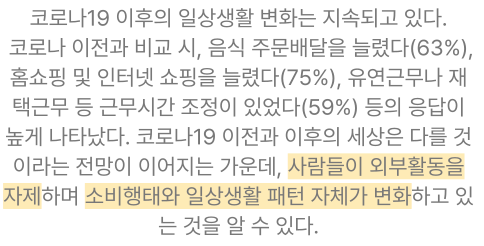 코로나19 이후의 일상생활 변화는 지속되고 있다.
코로나 이전과 비교 시, 음식 주문배달을 늘렸다(63%),
홈쇼핑 및 인터넷 쇼핑을 늘렸다(75%), 유연근무나 재
택근무 등 근무시간 조정이 있었다(59%) 등의 응답이
높게 나타났다. 코로나19 이전과 이후의 세상은 다를 것
이라는 전망이 이어지는 가운데, 사람들이 외부활동을
자제하며 소비행태와 일상생활 패턴 자체가 변화하고 있
는 것을 알 수 있다.